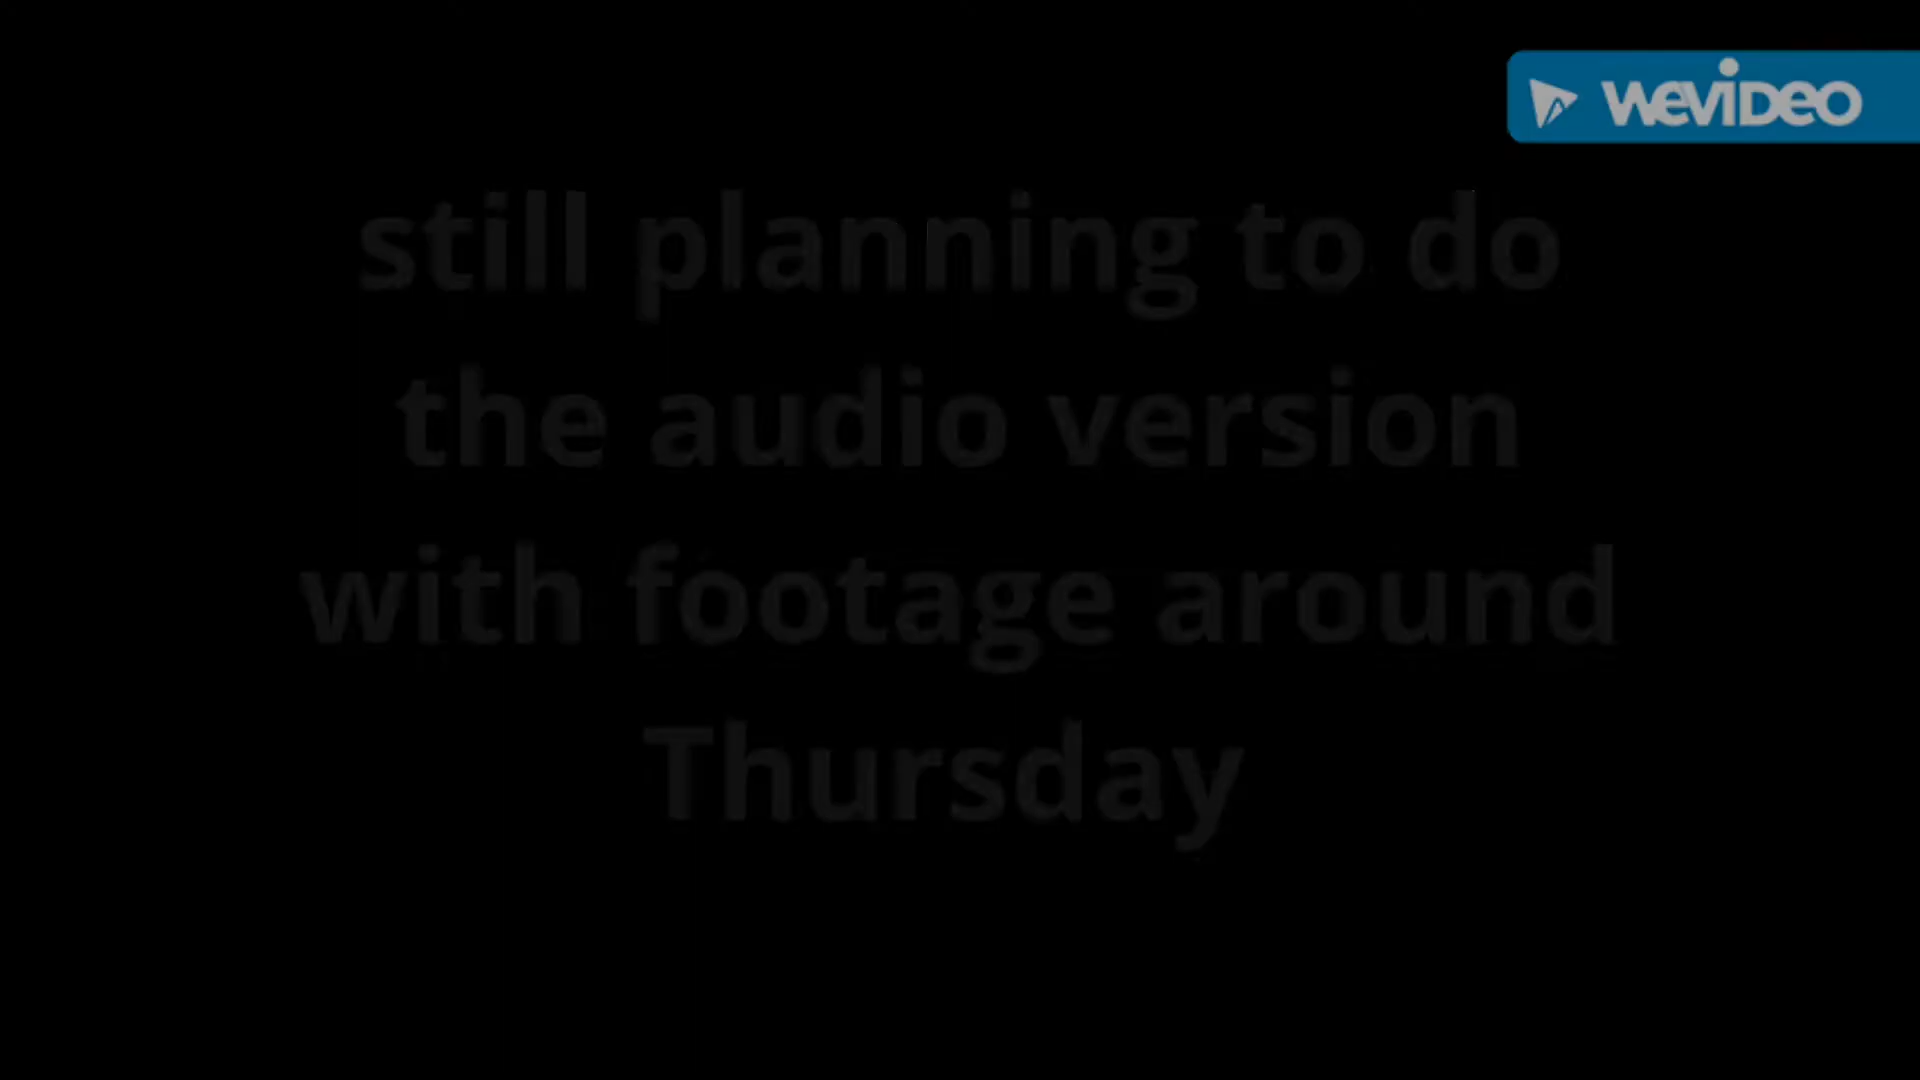 wevideo
still planning to do
the audio version
with footage around
Thursday